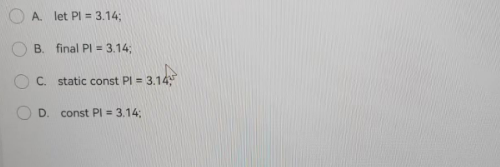 A. let PI = 3.14;
B. final PI = 3.14;
C. static const PI = 3.14;
D. const PI = 3.14;